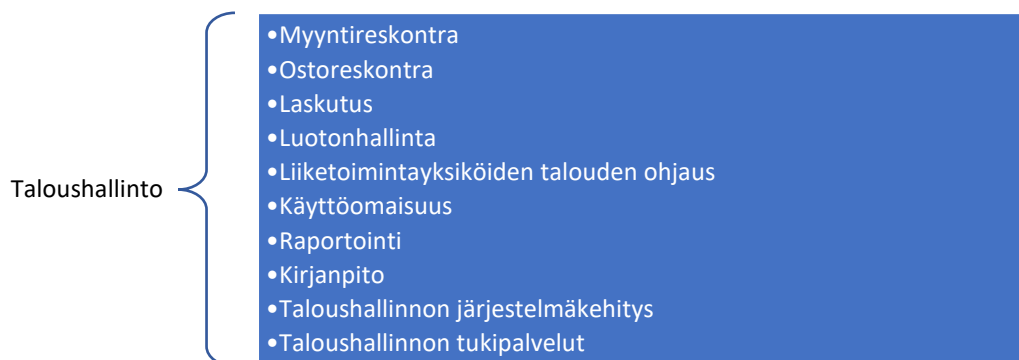 Taloushallinto
•Myyntireskontra
•Ostoreskontra
•Laskutus
•Luotonhallinta
•Liiketoimintayksiköiden talouden ohjaus
•Käyttöomaisuus
•Raportointi
•Kirjanpito
•Taloushallinnon järjestelmäkehitys
•Taloushallinnon tukipalvelut